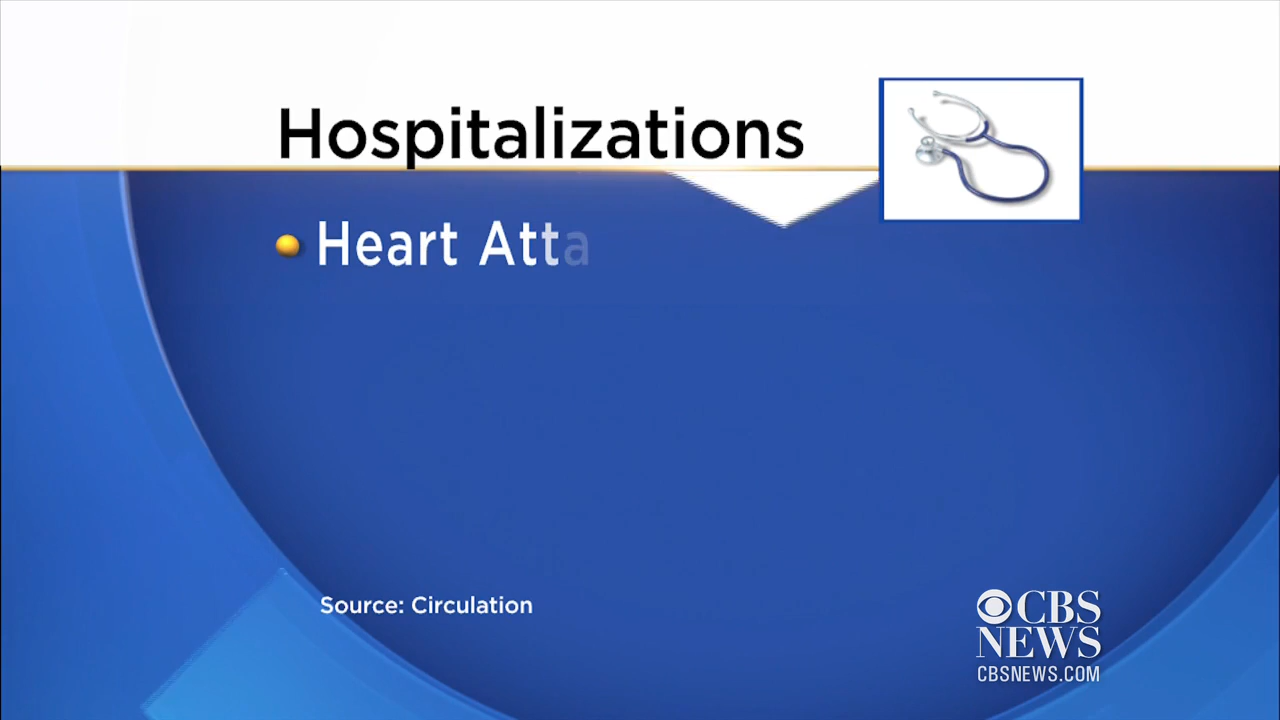 Hospitalizations
Heart Atta
Source: Circulation
CBS
NEWS
CBSNEWS.COM